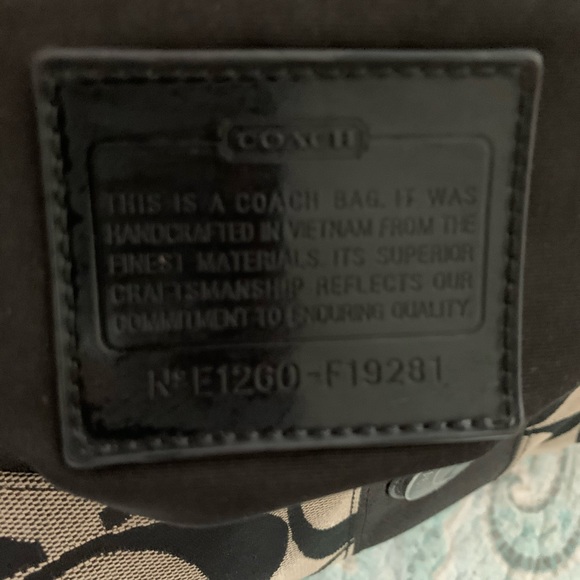 COACH
THIS IS A COACH BAG. IT WAS
HANDCRAFTED IN VIETNAM FROM THE
FINEST MATERIALS. ITS SUPERIOR
CRAFTSMANSHIP REFLECTS OUR
COMMITMENT TO ENDURING QUALITY.
Nº E1260-F19281